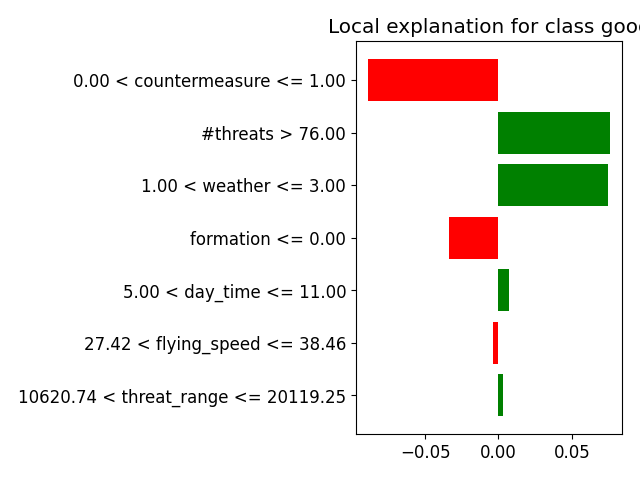 Local explanation for class good
0.00 < countermeasure <= 1.00
#threats > 76.00
1.00 < weather <= 3.00
formation <= 0.00
5.00 < day_time <= 11.00
27.42 < flying_speed <= 38.46
10620.74 < threat_range <= 20119.25
−0.05 0.00 0.05